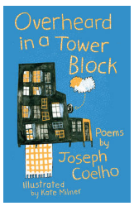 Overheard
in a Tower
Block
Poems
by
Joseph
Coelho
Illustrated
by Kate Milner